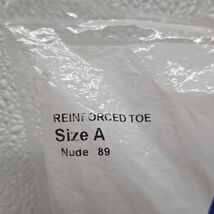 REINFORCED TOE
Size A
Nude 89